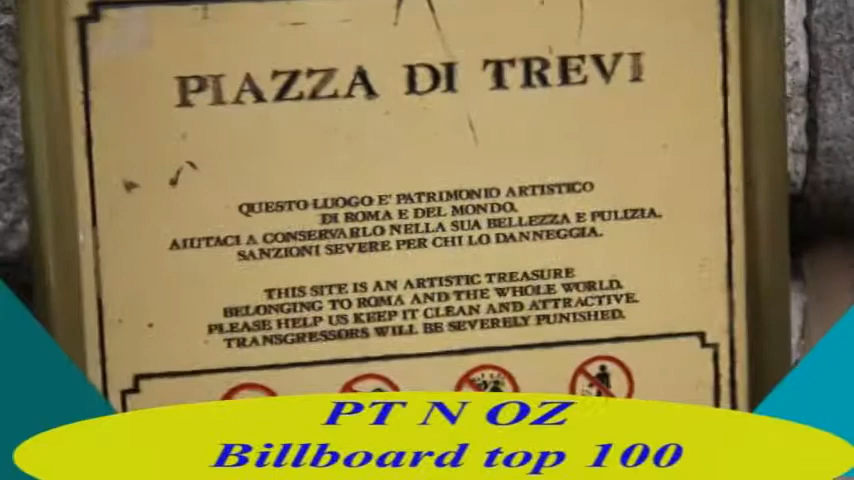 PIAZZA DI TREVI
QUESTO LUOGO E' PATRIMONIO ARTISTICO
DI ROMA E DEL MONDO.
AIUTACI A CONSERVARLO NELLA SUA BELLEZZA E PULIZIA.
SANZIONI SEVERE PER CHI LO DANNEGGIA.
THIS SITE IS AN ARTISTIC TREASURE
BELONGING TO ROMA AND THE WHOLE WORLD.
PLEASE HELP US KEEP IT CLEAN AND ATTRACTIVE.
TRANSGRESSORS WILL BE SEVERELY PUNISHED.
PT N OZ
Billboard top 100